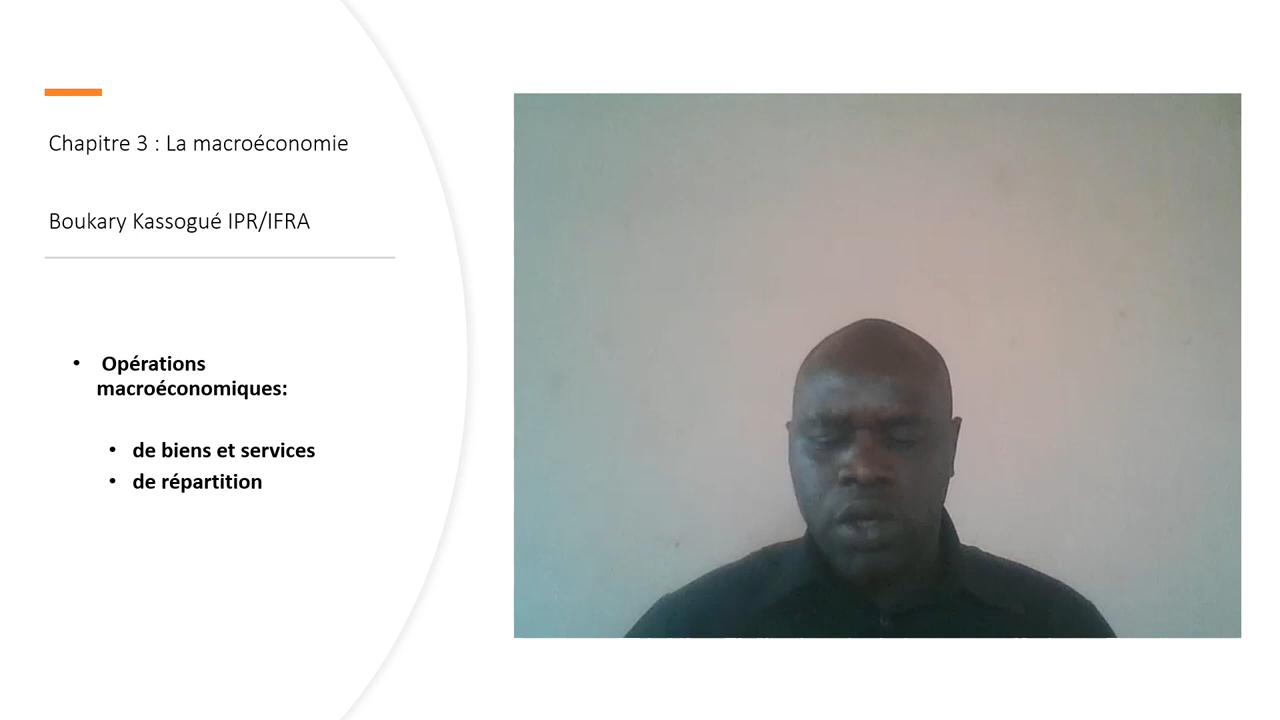 Chapitre 3 : La macroéconomie
Boukary Kassogué IPR/IFRA
• Opérations
macroéconomiques:
• de biens et services
• de répartition